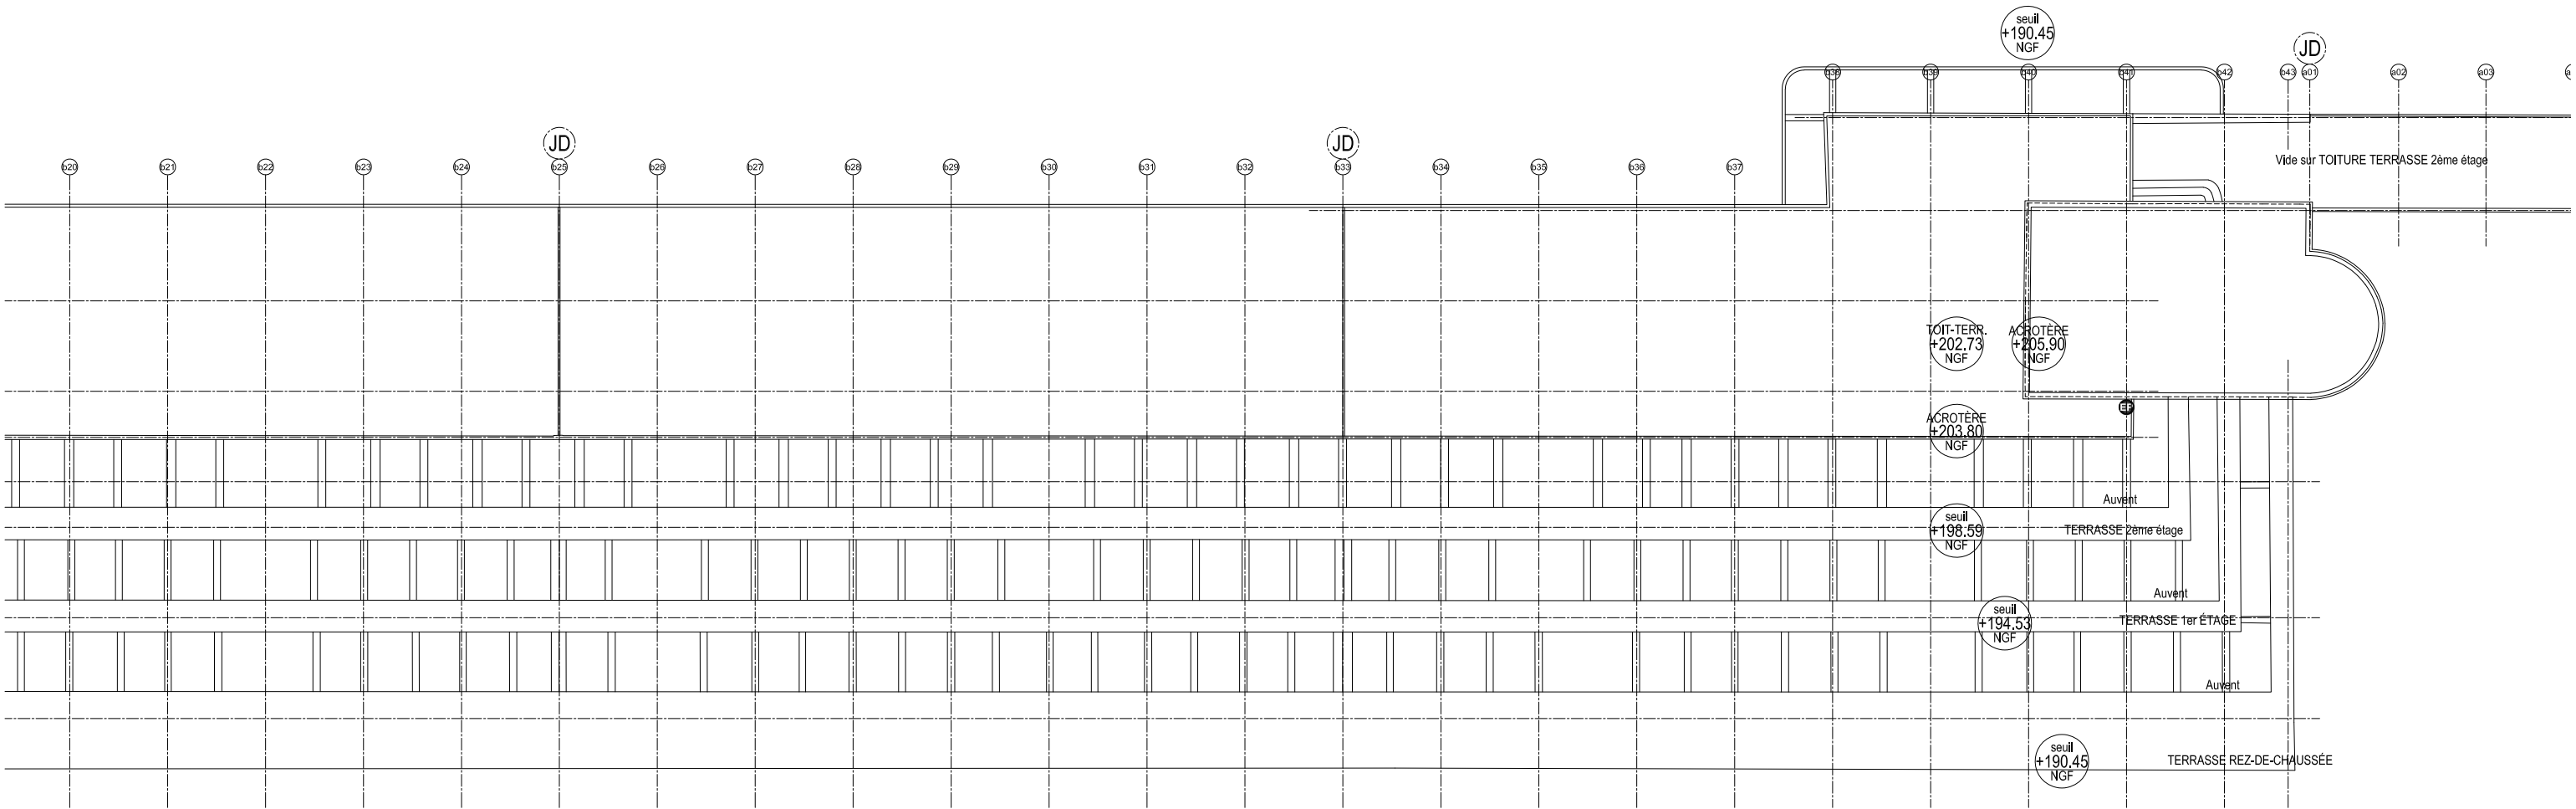 seuil
+190.45
NGF
JD
b38
b39
b40
b41
b42
b43
a01
a02
a03
JD
JD
b20
b21
b22
b23
b24
b25
b26
b27
b28
b29
b30
b31
b32
b33
b34
b35
b36
b37
Vide sur TOITURE TERRASSE 2ème étage
TOIT-TERR.
+202.73
NGF
ACROTÈRE
+205.90
NGF
EP
ACROTÈRE
+203.80
NGF
Auvent
seuil
+198.59
NGF
TERRASSE 2ème étage
Auvent
seuil
+194.53
NGF
TERRASSE 1er ÉTAGE
Auvent
seuil
+190.45
NGF
TERRASSE REZ-DE-CHAUSSÉE